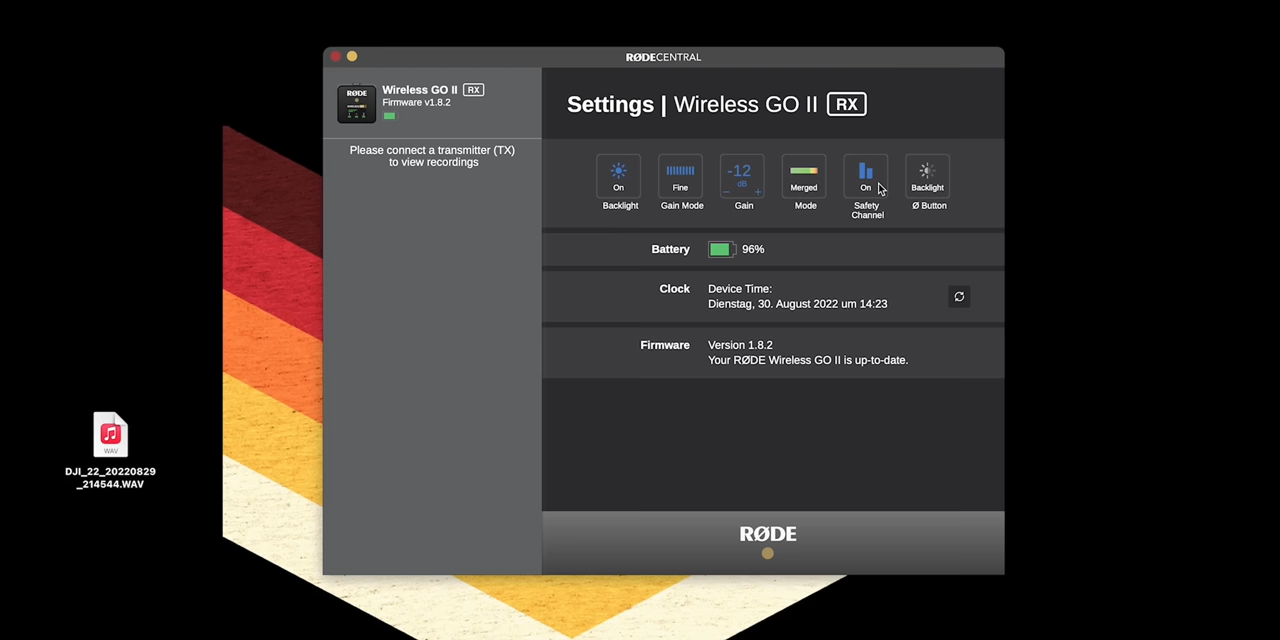 RØDECENTRAL
RØDE
Wireless GO II RX
Firmware v1.8.2
Please connect a transmitter (TX)
to view recordings
Settings | Wireless GO II RX
On
Backlight
Fine
Gain Mode
-12
dB
− +
Gain
Merged
Mode
On
Safety
Channel
Backlight
Ø Button
Battery 96%
Clock Device Time:
Dienstag, 30. August 2022 um 14:23
Firmware Version 1.8.2
Your RØDE Wireless GO II is up-to-date.
RØDE
WAV
DJI_22_20220829
_214544.WAV